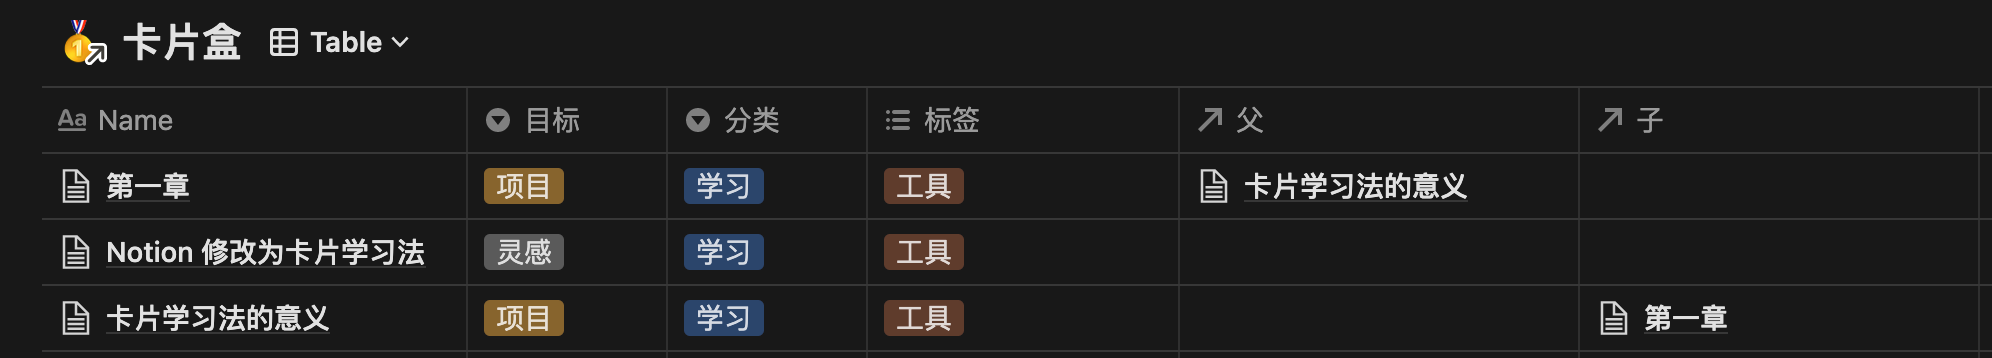 卡片盒 Table
Aa Name 目标 分类 标签 父 子
第一章 项目 学习 工具 卡片学习法的意义
Notion 修改为卡片学习法 灵感 学习 工具
卡片学习法的意义 项目 学习 工具 第一章